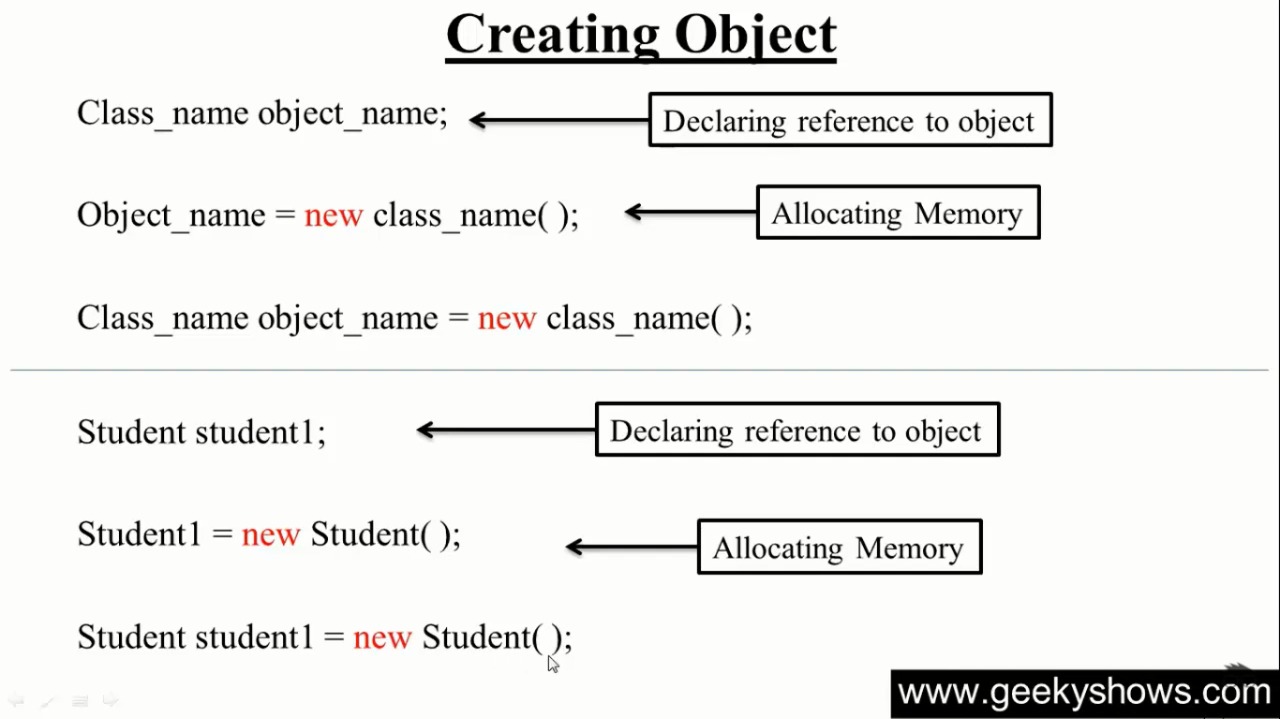 Creating Object
Class_name object_name;
Declaring reference to object
Object_name = new class_name( );
Allocating Memory
Class_name object_name = new class_name( );
Student student1;
Declaring reference to object
Student1 = new Student( );
Allocating Memory
Student student1 = new Student( );
www.geekyshows.com